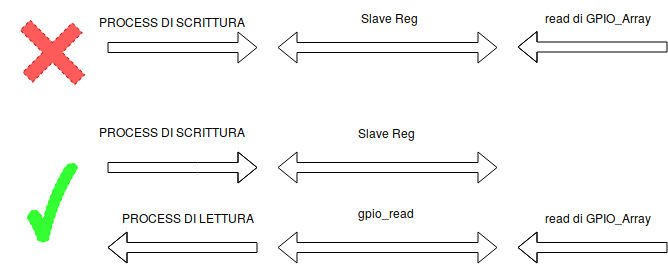 PROCESS DI SCRITTURA
Slave Reg
read di GPIO_Array
PROCESS DI SCRITTURA
Slave Reg
PROCESS DI LETTURA
gpio_read
read di GPIO_Array